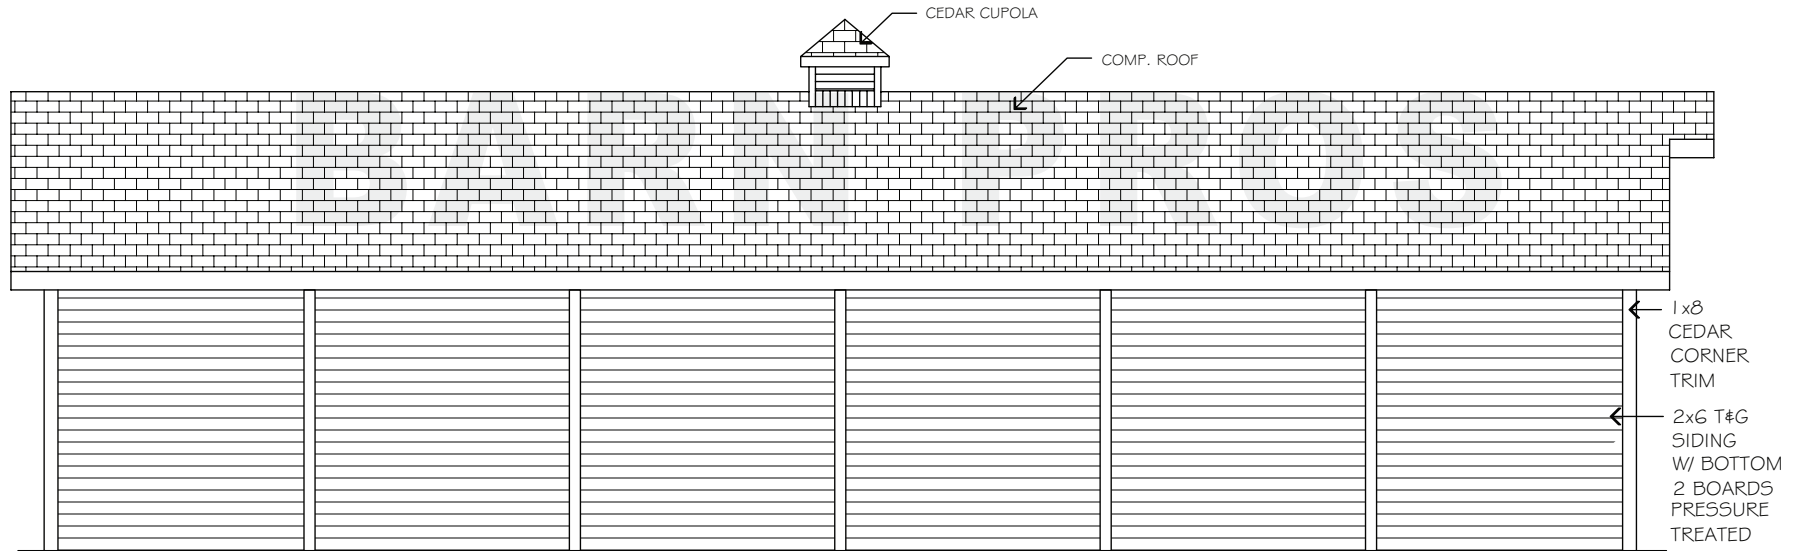 CEDAR CUPOLA
COMP. ROOF
BARN PROS
1x8
CEDAR
CORNER
TRIM
2x6 T&G
SIDING
W/ BOTTOM
2 BOARDS
PRESSURE
TREATED